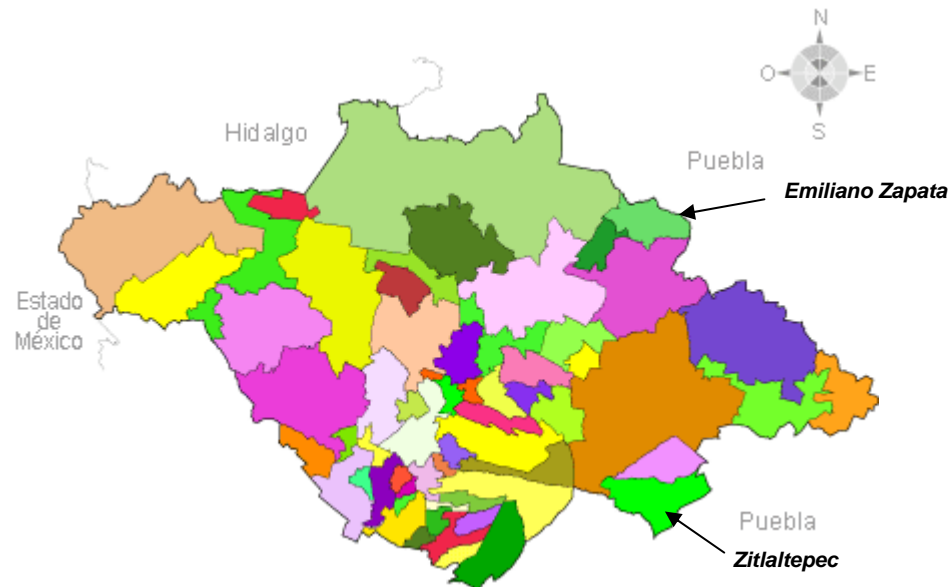 N
O E
S
Hidalgo
Puebla
Emiliano Zapata
Estado
de
México
Puebla
Zitlaltepec